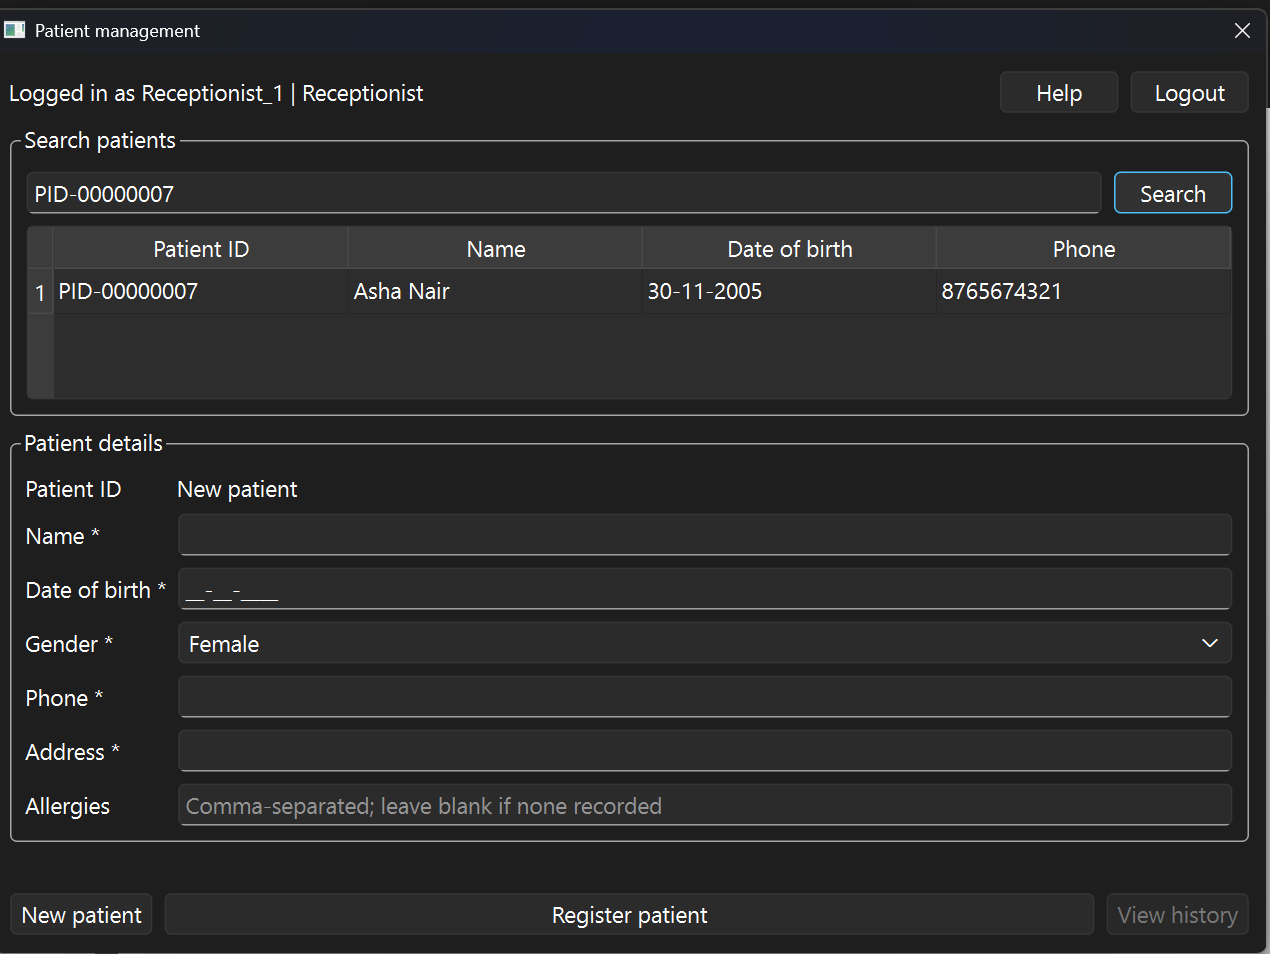 Patient management
Logged in as Receptionist_1 | Receptionist Help Logout
Search patients
PID-00000007 Search
Patient ID Name Date of birth Phone
1 PID-00000007 Asha Nair 30-11-2005 8765674321
Patient details
Patient ID New patient
Name *
Date of birth * __-__-____
Gender * Female
Phone *
Address *
Allergies Comma-separated; leave blank if none recorded
New patient Register patient View history